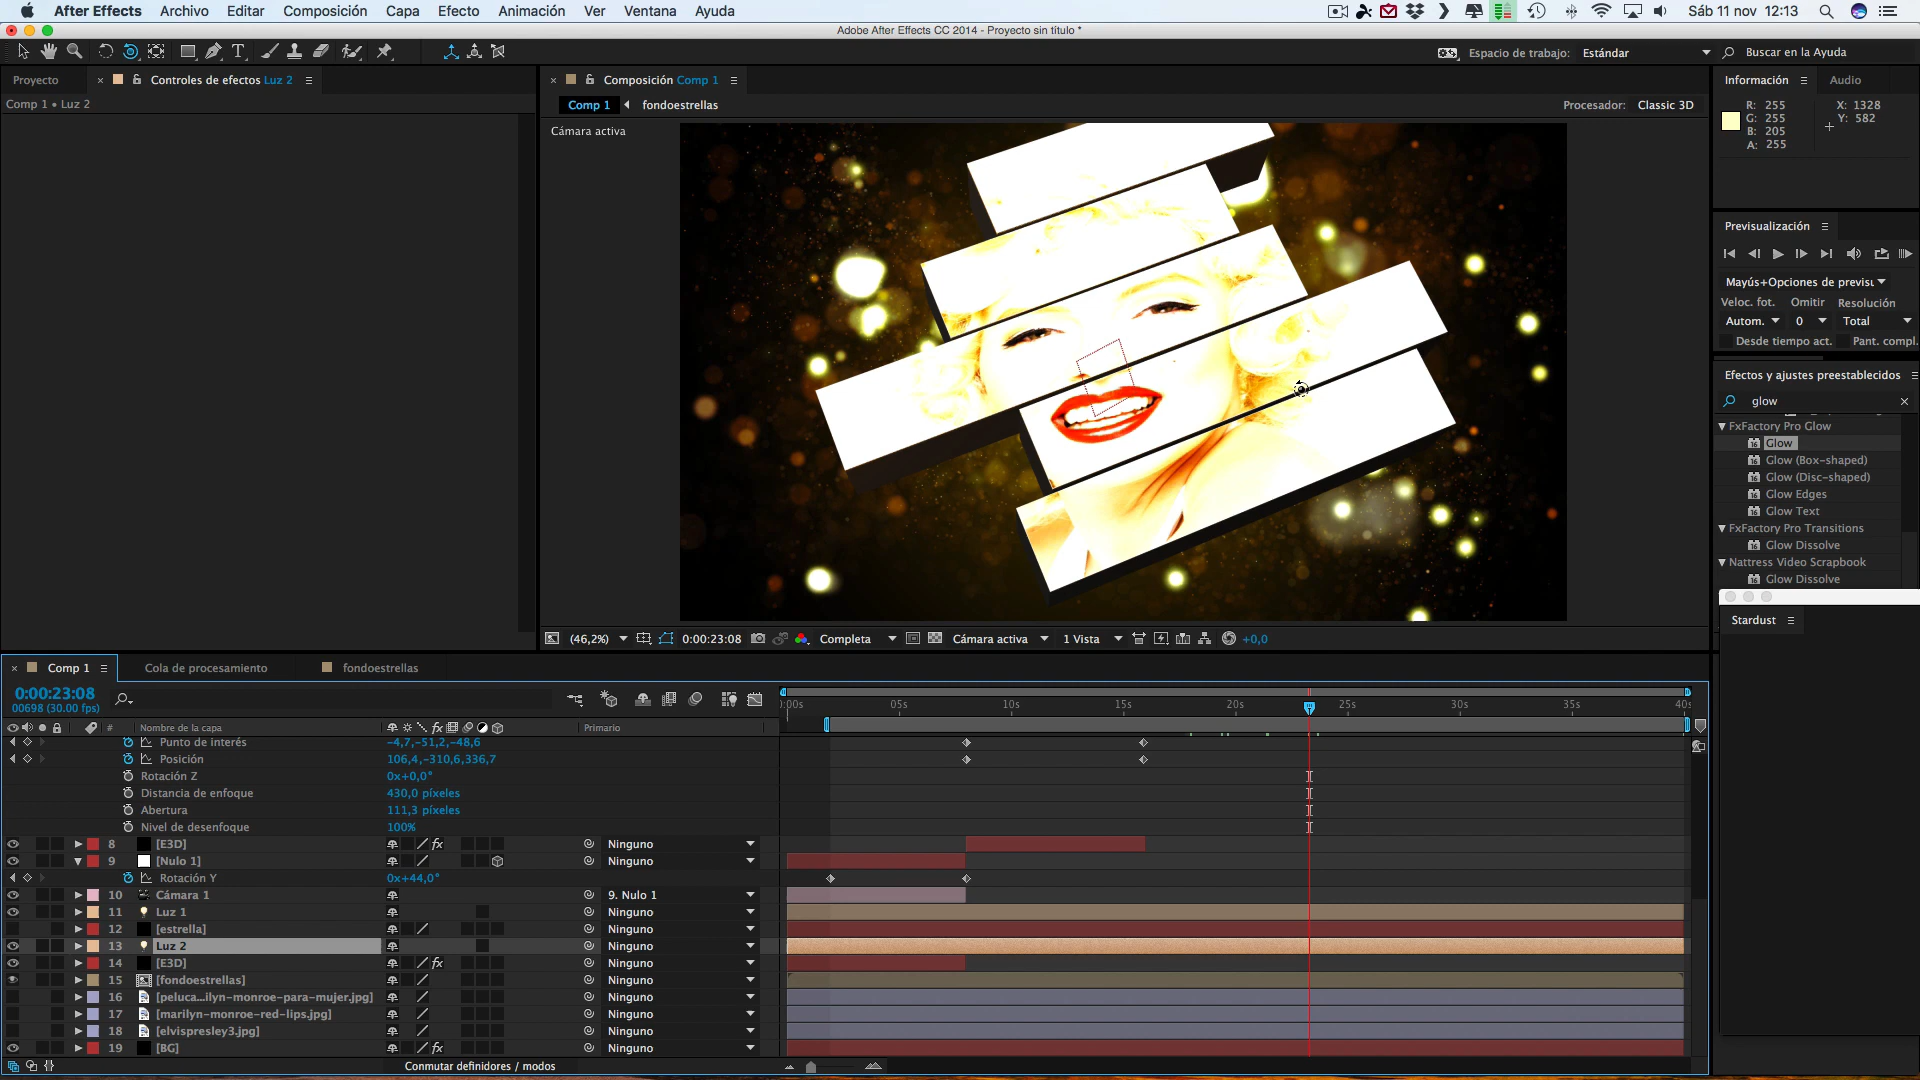 After Effects Archivo Editar Composición Capa Efecto Animación Ver Ventana Ayuda Sáb 11 nov 12:13
Adobe After Effects CC 2014 - Proyecto sin título *
Espacio de trabajo: Estándar Buscar en la Ayuda
Proyecto × Controles de efectos Luz 2
Comp 1 • Luz 2
× Composición Comp 1
Comp 1 fondoestrellas
Procesador: Classic 3D
Cámara activa
Información Audio
R: 255 X: 1328
G: 255 Y: 582
B: 205
A: 255
Previsualización
Mayús+Opciones de previsu
Veloc. fot. Omitir Resolución
Autom. 0 Total
Desde tiempo act. Pant. compl.
Efectos y ajustes preestablecidos
glow
FxFactory Pro Glow
Glow
Glow (Box-shaped)
Glow (Disc-shaped)
Glow Edges
Glow Text
FxFactory Pro Transitions
Glow Dissolve
Nattress Video Scrapbook
Glow Dissolve
Stardust
(46,2%) 0:00:23:08 Completa Cámara activa 1 Vista +0,0
× Comp 1 Cola de procesamiento fondoestrellas
0:00:23:08
00698 (30.00 fps)
# Nombre de la capa fx Primario
:00s 05s 10s 15s 20s 25s 30s 35s 40s
Punto de interés -4,7,-51,2,-48,6
Posición 106,4,-310,6,336,7
Rotación Z 0x+0,0°
Distancia de enfoque 430,0 píxeles
Abertura 111,3 píxeles
Nivel de desenfoque 100%
8 [E3D] fx Ninguno
9 [Nulo 1] Ninguno
Rotación Y 0x+44,0°
10 Cámara 1 9. Nulo 1
11 Luz 1 Ninguno
12 [estrella] Ninguno
13 Luz 2 Ninguno
14 [E3D] fx Ninguno
15 [fondoestrellas] Ninguno
16 [peluca...ilyn-monroe-para-mujer.jpg] Ninguno
17 [marilyn-monroe-red-lips.jpg] Ninguno
18 [elvispresley3.jpg] Ninguno
19 [BG] fx Ninguno
Conmutar definidores / modos